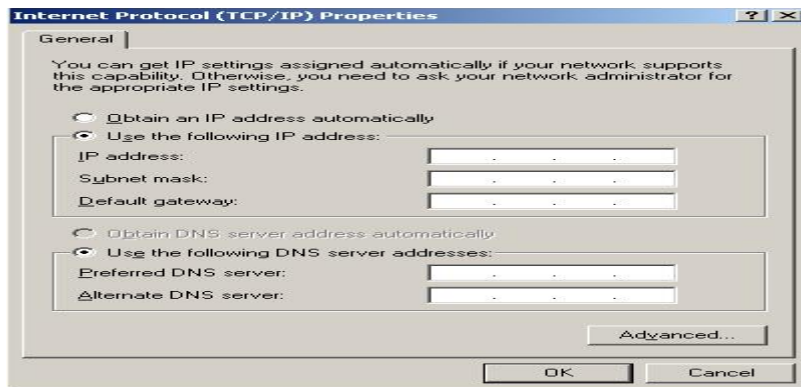 Internet Protocol (TCP/IP) Properties
General
You can get IP settings assigned automatically if your network supports
this capability. Otherwise, you need to ask your network administrator for
the appropriate IP settings.
Obtain an IP address automatically
Use the following IP address:
IP address:
Subnet mask:
Default gateway:
Obtain DNS server address automatically
Use the following DNS server addresses:
Preferred DNS server:
Alternate DNS server:
Advanced...
OK Cancel